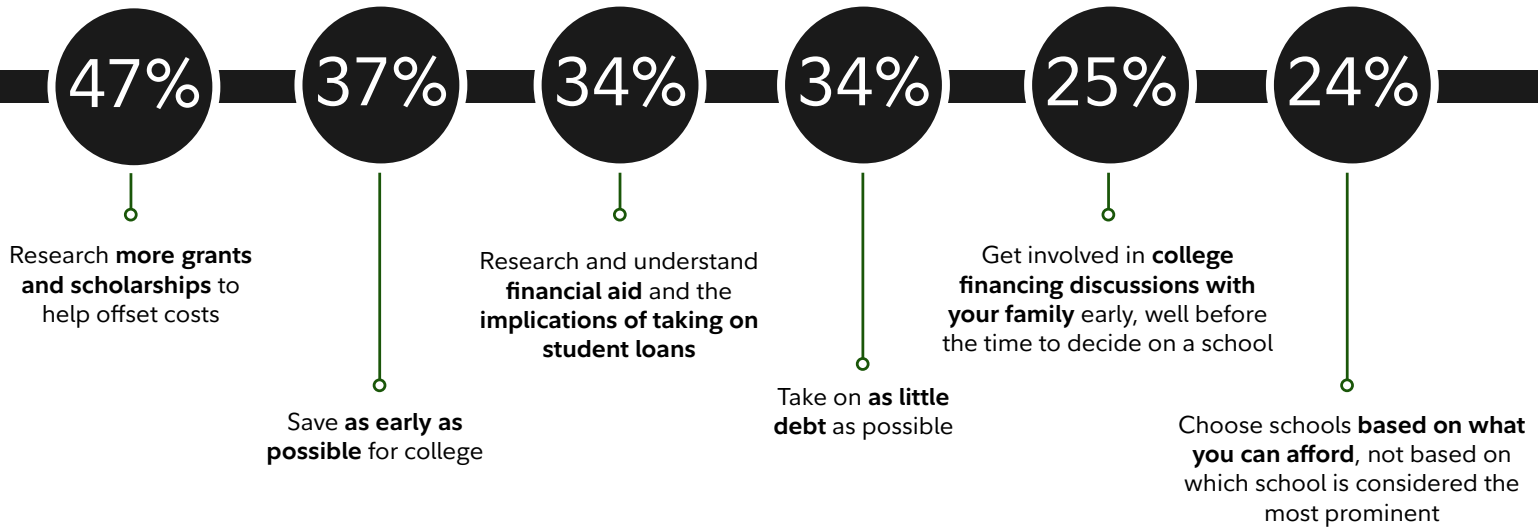 47%
37%
34%
34%
25%
24%
Research more grants
and scholarships to
help offset costs
Save as early as
possible for college
Research and understand
financial aid and the
implications of taking on
student loans
Take on as little
debt as possible
Get involved in college
financing discussions with
your family early, well before
the time to decide on a school
Choose schools based on what
you can afford, not based on
which school is considered the
most prominent